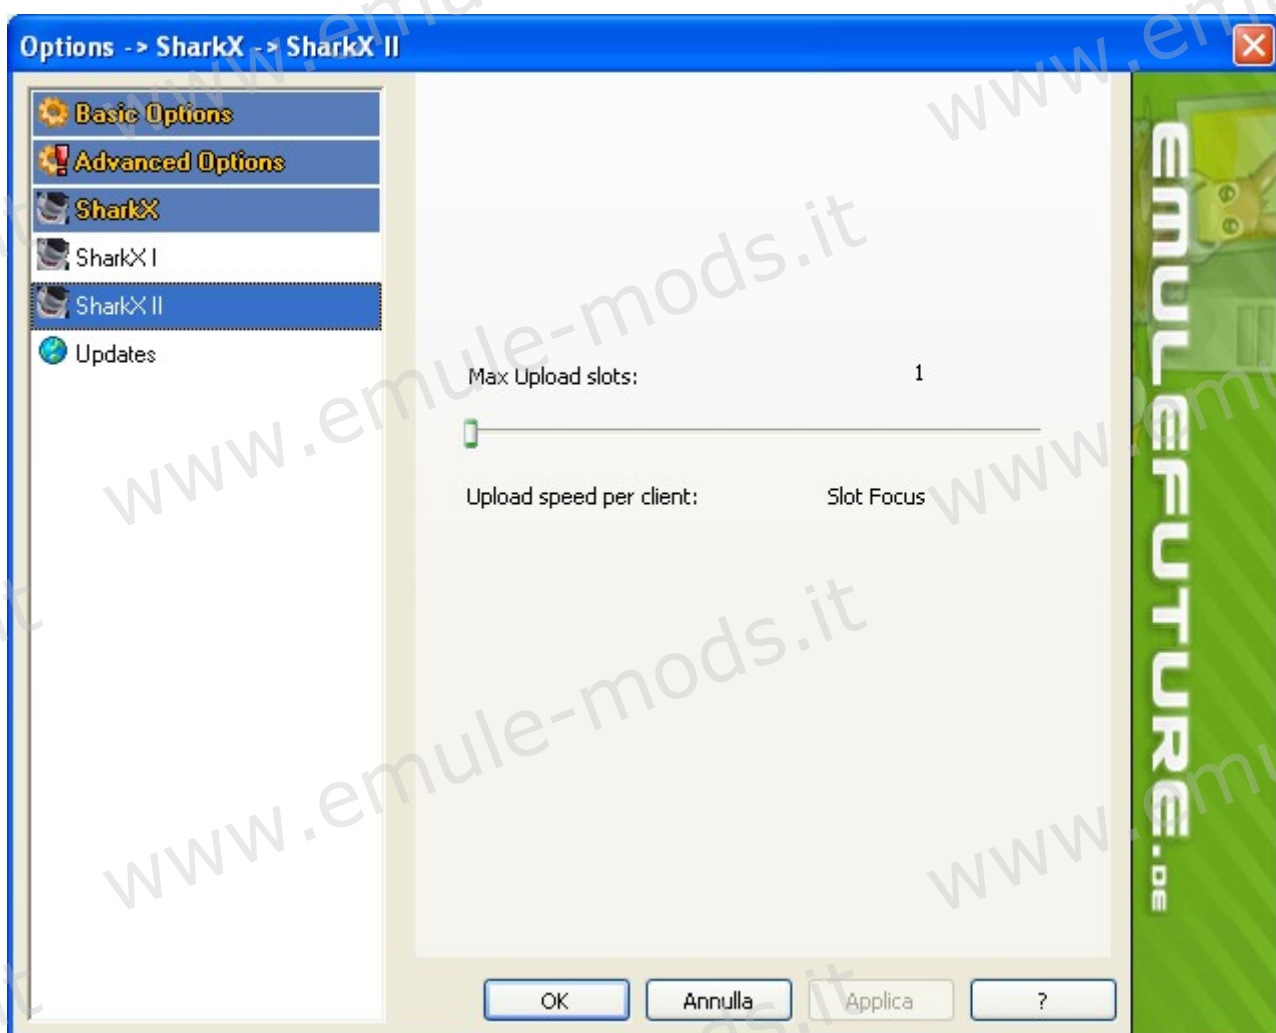 Options -> SharkX -> SharkX II
Basic Options
Advanced Options
SharkX
SharkX I
SharkX II
Updates
Max Upload slots: 1
Upload speed per client: Slot Focus
OK
Annulla
Applica
?
EMULEFUTURE.DE
www.emule-mods.it
www.emule-mods.it